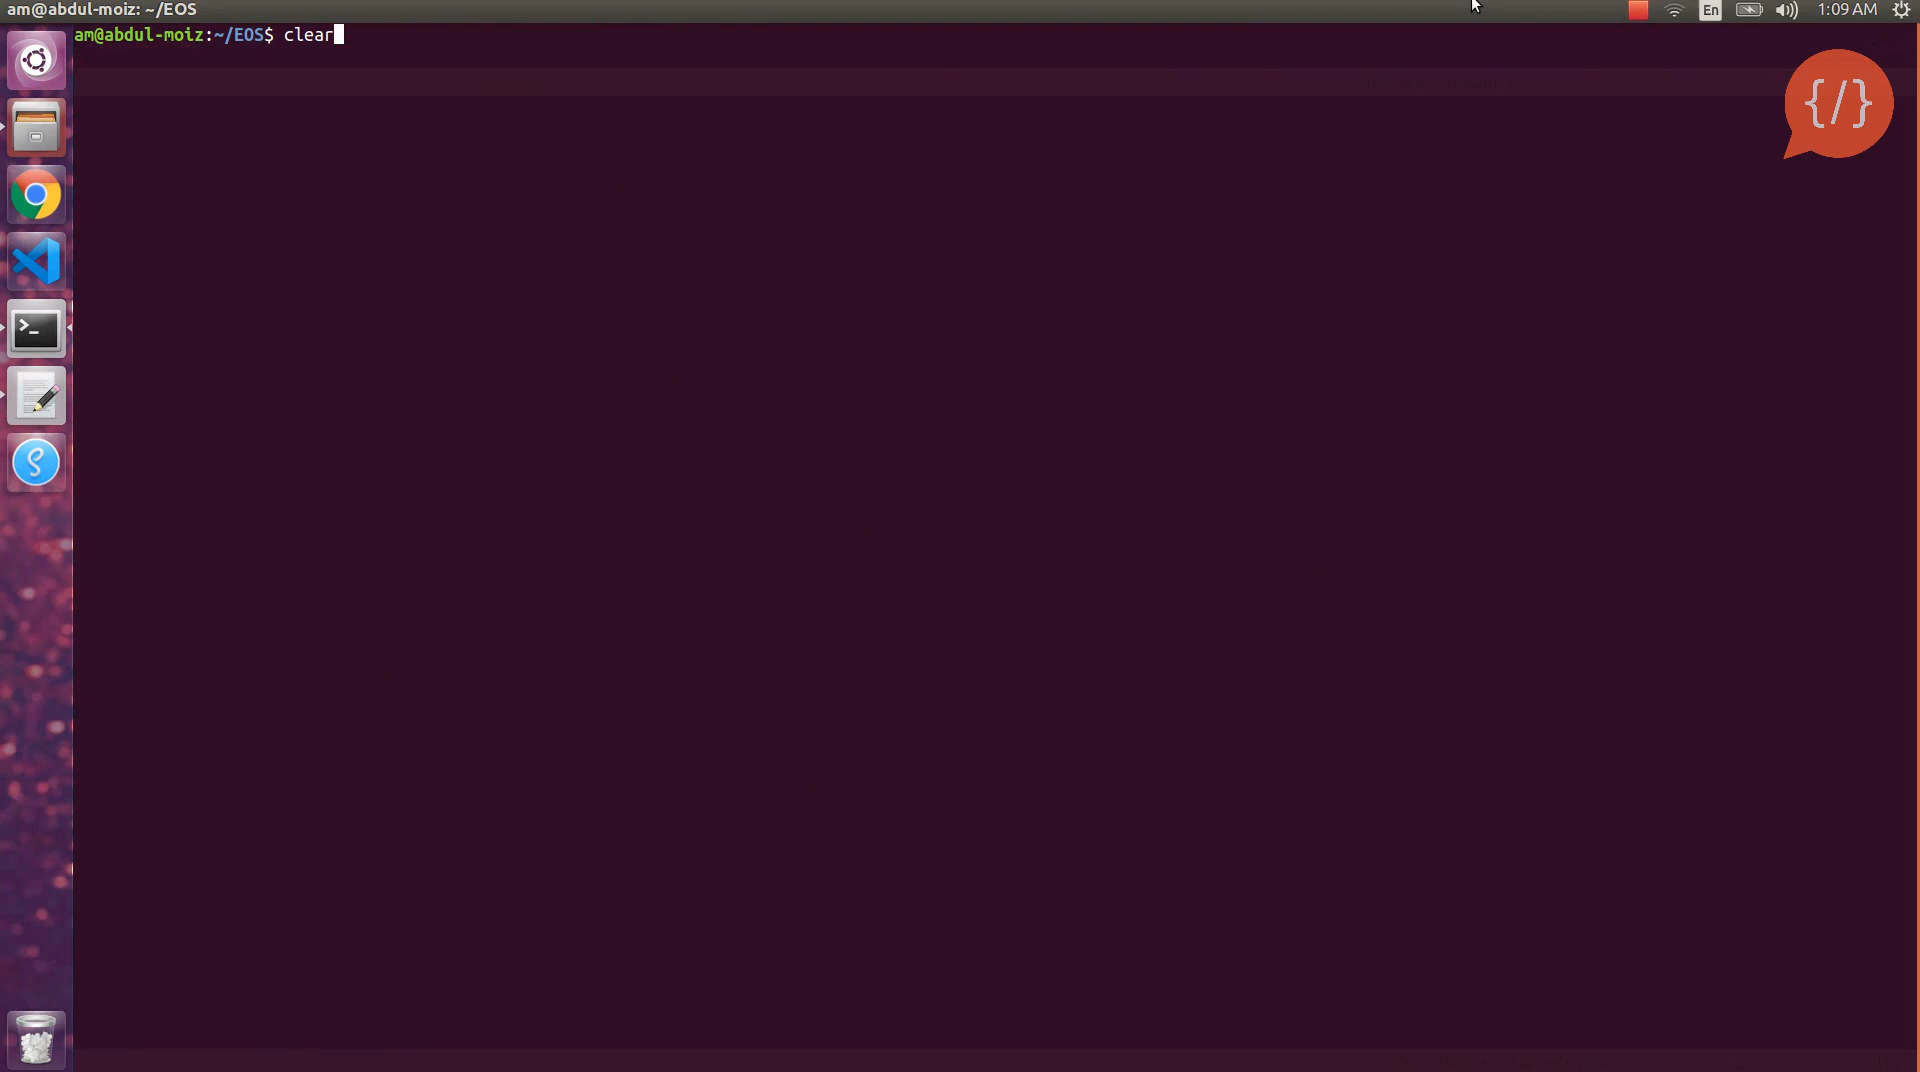 am@abdul-moiz: ~/EOS
En
1:09 AM
am@abdul-moiz:~/EOS$ clear
{/}
>_